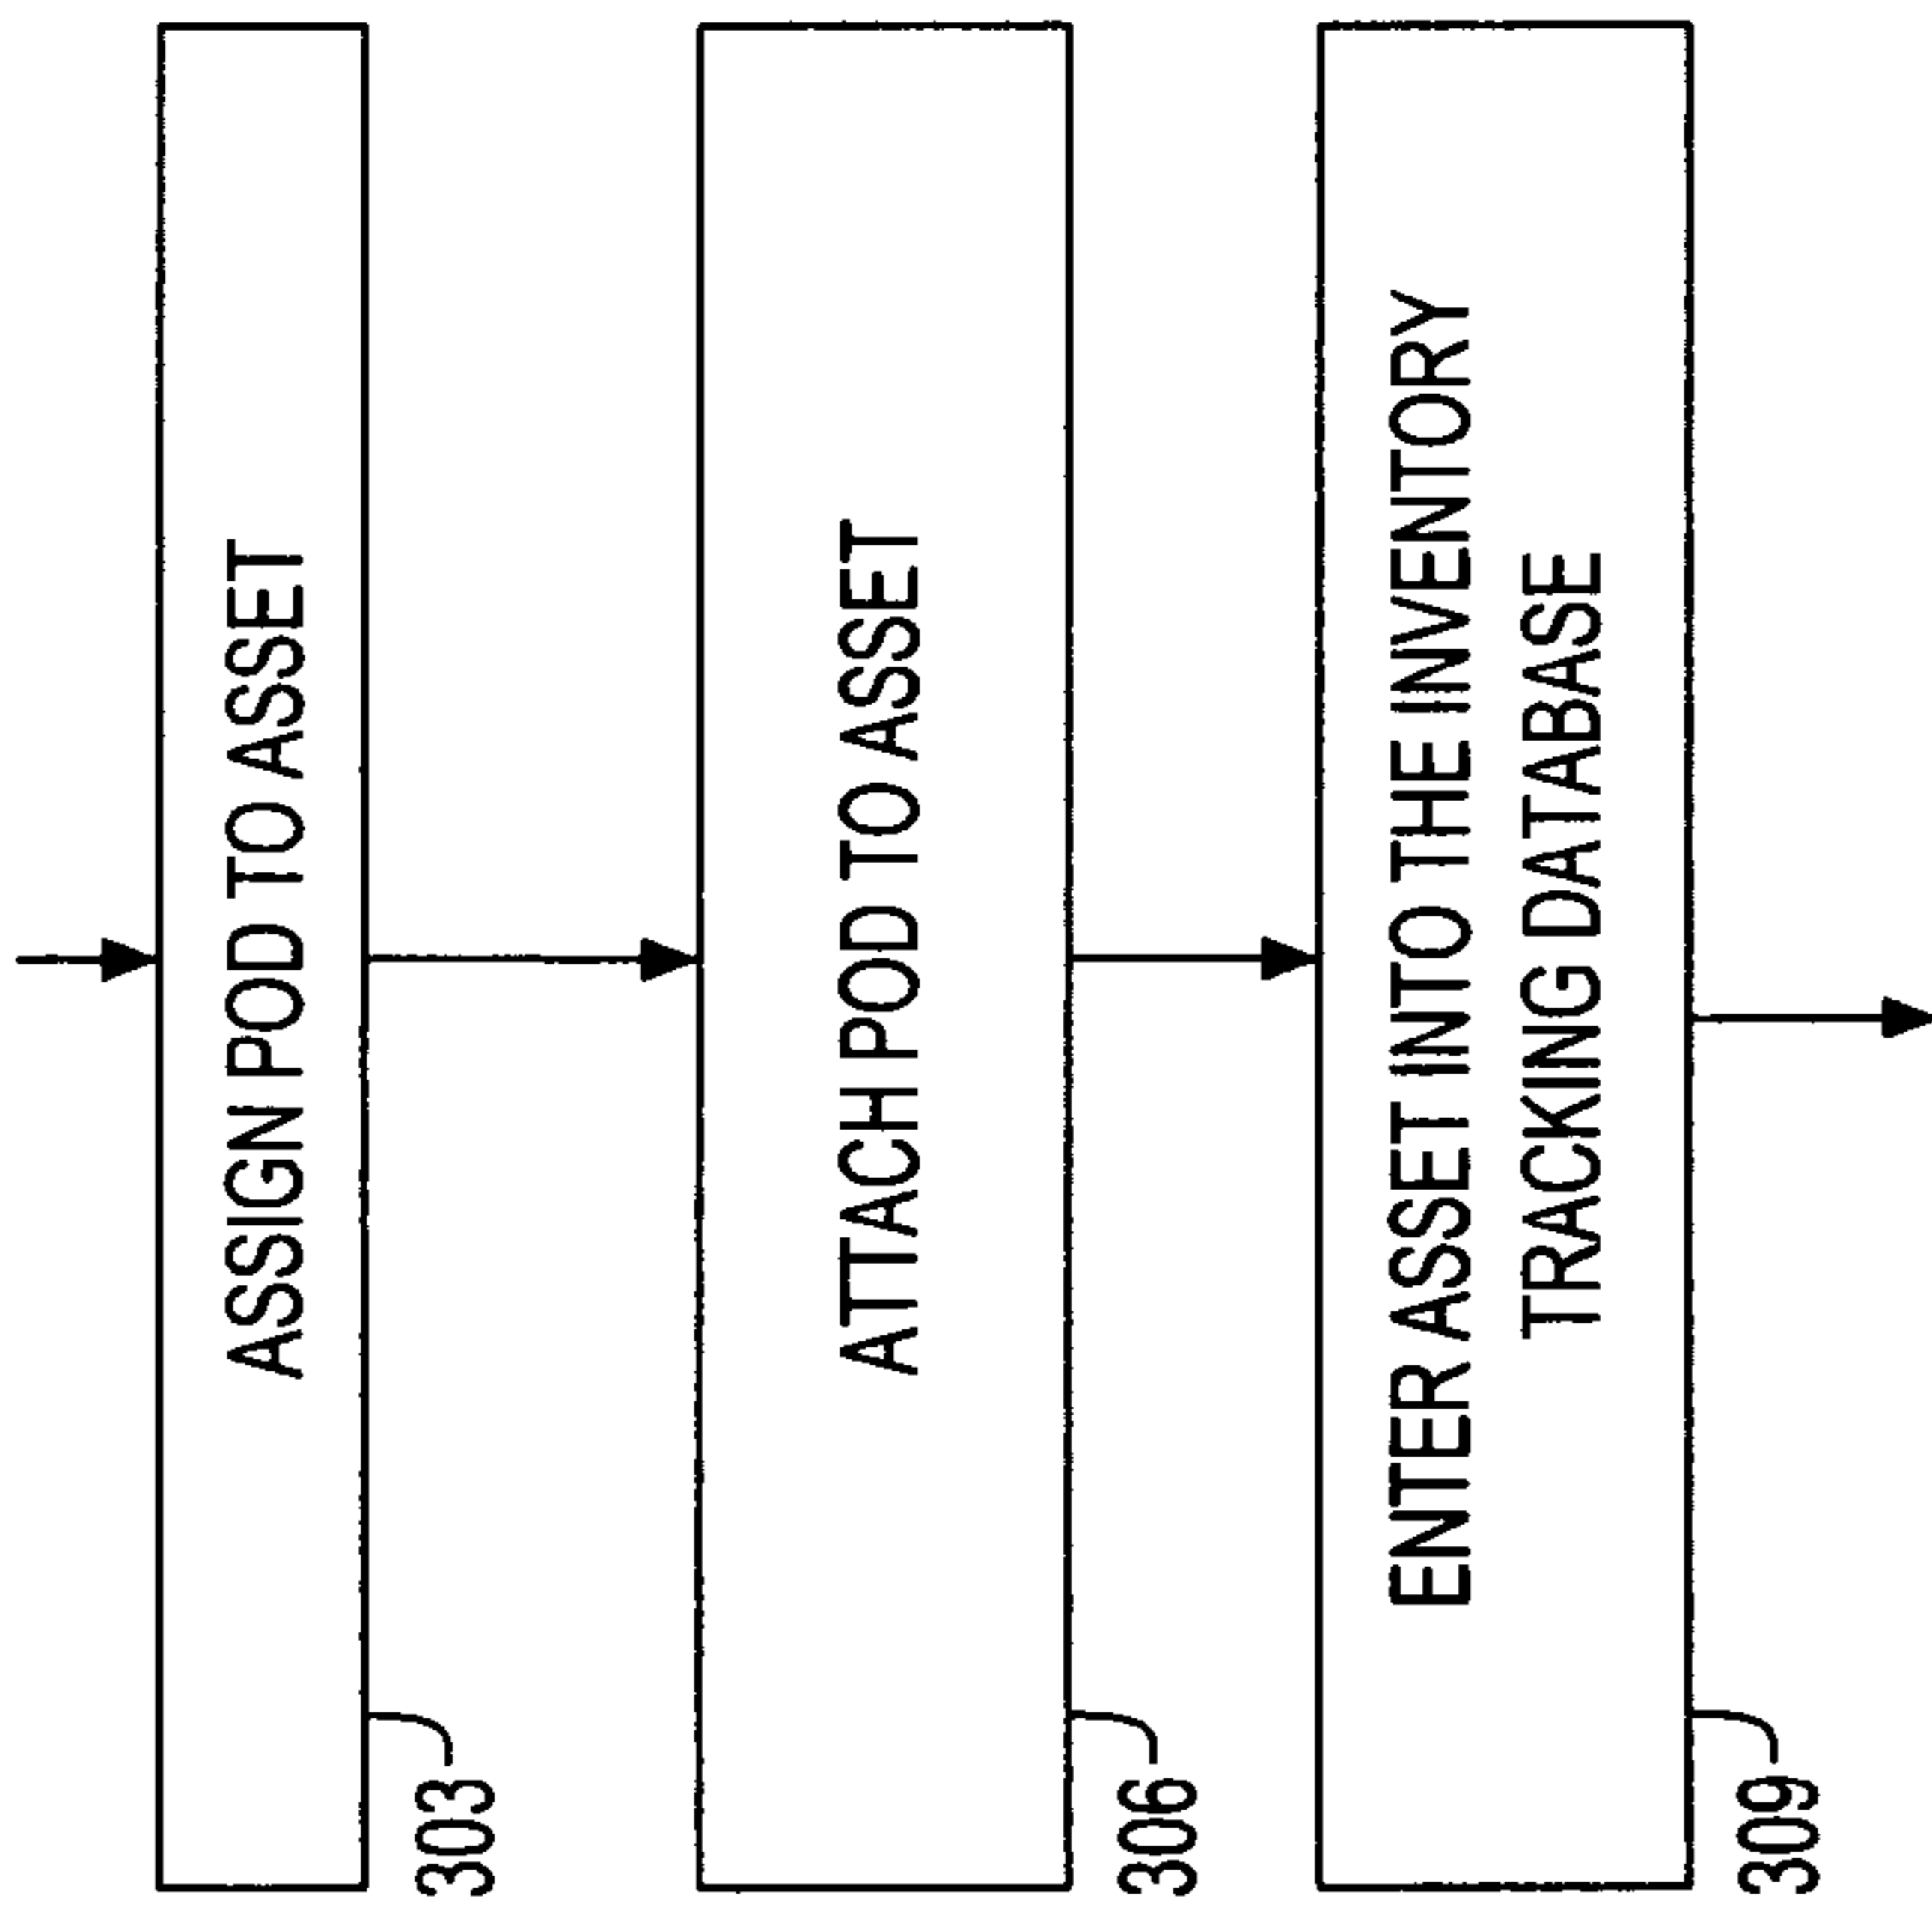 ASSIGN POD TO ASSET
303
ATTACH POD TO ASSET
306
ENTER ASSET INTO THE INVENTORY
TRACKING DATABASE
309